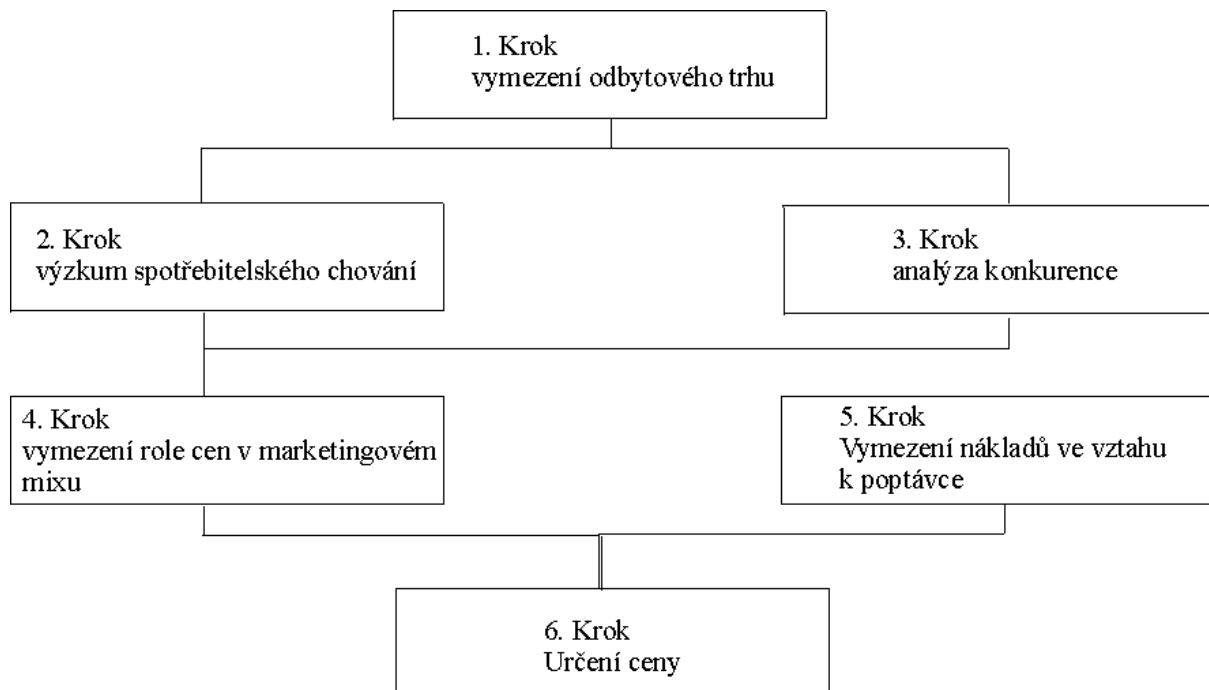 1. Krok
vymezení odbytového trhu
2. Krok
výzkum spotřebitelského chování
3. Krok
analýza konkurence
4. Krok
vymezení role cen v marketingovém
mixu
5. Krok
Vymezení nákladů ve vztahu
k poptávce
6. Krok
Určení ceny